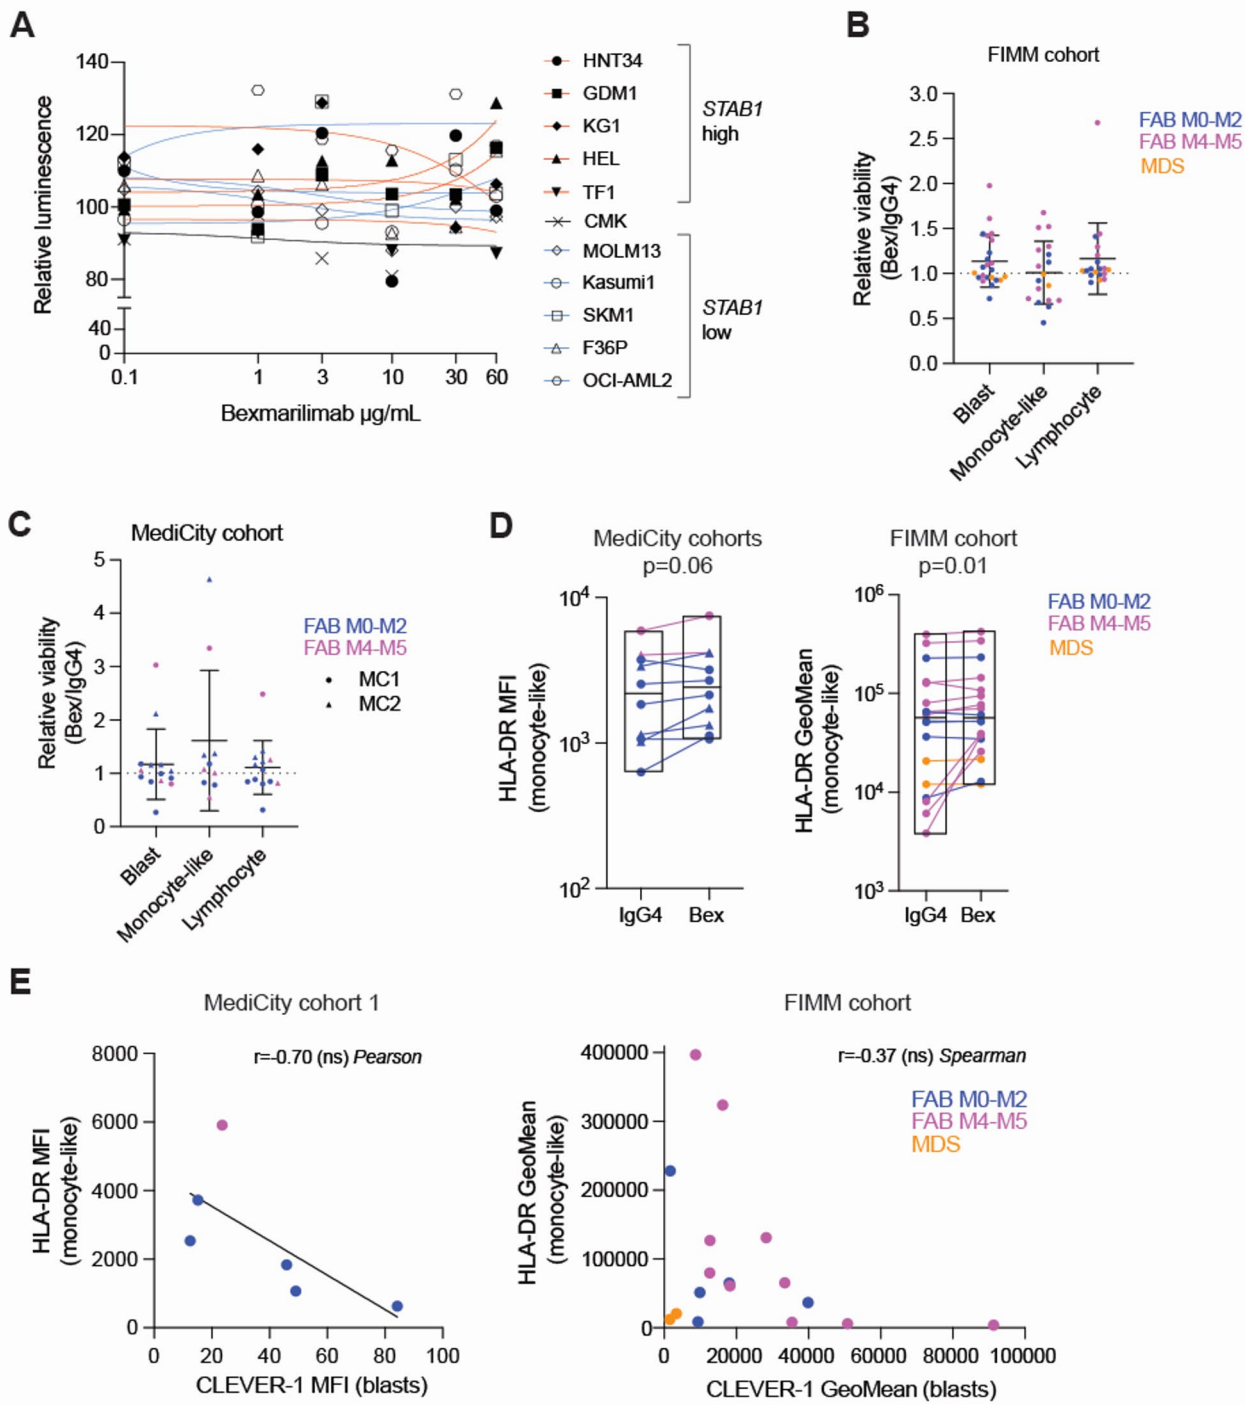 A
140
120
100
80
40
0
Relative luminescence
0.1
1
3
10
30
60
Bexmarilimab µg/mL
HNT34
GDM1
KG1
HEL
TF1
CMK
MOLM13
Kasumi1
SKM1
F36P
OCI-AML2
STAB1
high
STAB1
low
B
FIMM cohort
3.0
2.5
2.0
1.5
1.0
0.5
0.0
Relative viability
(Bex/IgG4)
Blast
Monocyte-like
Lymphocyte
FAB M0-M2
FAB M4-M5
MDS
C
MediCity cohort
5
4
3
2
1
0
Relative viability
(Bex/IgG4)
Blast
Monocyte-like
Lymphocyte
FAB M0-M2
FAB M4-M5
MC1
MC2
D
MediCity cohorts
p=0.06
10⁴
10³
10²
HLA-DR MFI
(monocyte-like)
IgG4
Bex
FIMM cohort
p=0.01
10⁶
10⁵
10⁴
10³
HLA-DR GeoMean
(monocyte-like)
IgG4
Bex
FAB M0-M2
FAB M4-M5
MDS
E
MediCity cohort 1
r=-0.70 (ns) Pearson
8000
6000
4000
2000
0
HLA-DR MFI
(monocyte-like)
0
20
40
60
80
100
CLEVER-1 MFI (blasts)
FIMM cohort
r=-0.37 (ns) Spearman
400000
300000
200000
100000
0
HLA-DR GeoMean
(monocyte-like)
0
20000
40000
60000
80000
100000
CLEVER-1 GeoMean (blasts)
FAB M0-M2
FAB M4-M5
MDS